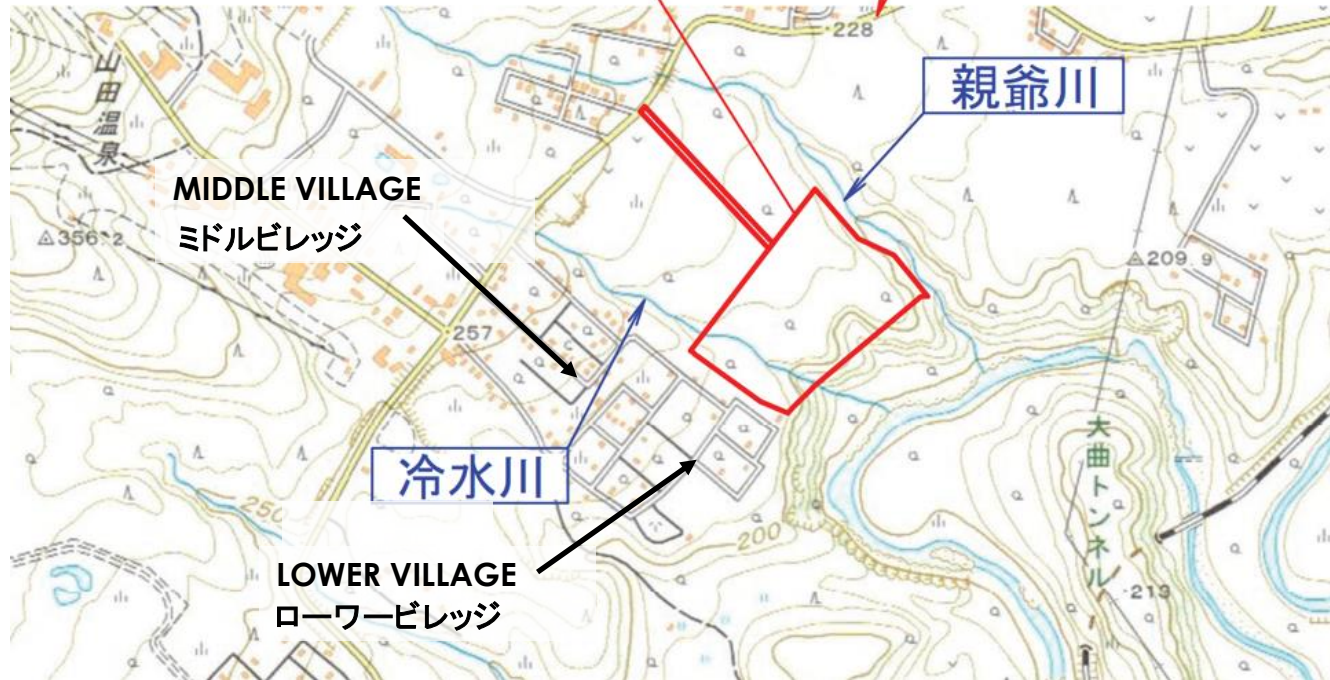 228
親爺川
山田温泉
MIDDLE VILLAGE
ミドルビレッジ
356.2
209.9
257
冷水川
大曲トンネル
250
200
LOWER VILLAGE
ローワービレッジ
213